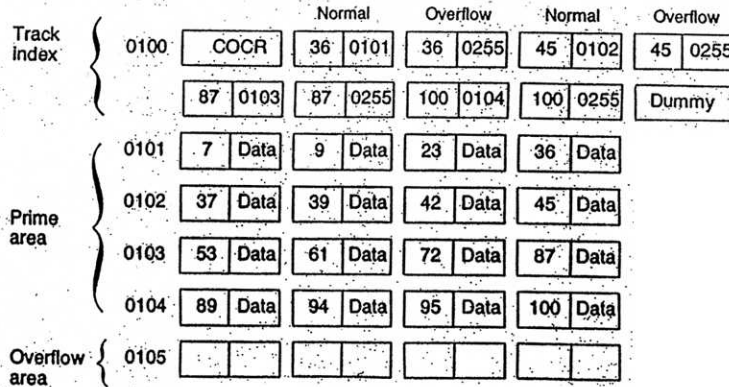 Normal Overflow Normal Overflow
Track index 0100 COCR 36 0101 36 0255 45 0102 45 0255
87 0103 87 0255 100 0104 100 0255 Dummy
0101 7 Data 9 Data 23 Data 36 Data
Prime area 0102 37 Data 39 Data 42 Data 45 Data
0103 53 Data 61 Data 72 Data 87 Data
0104 89 Data 94 Data 95 Data 100 Data
Overflow area 0105